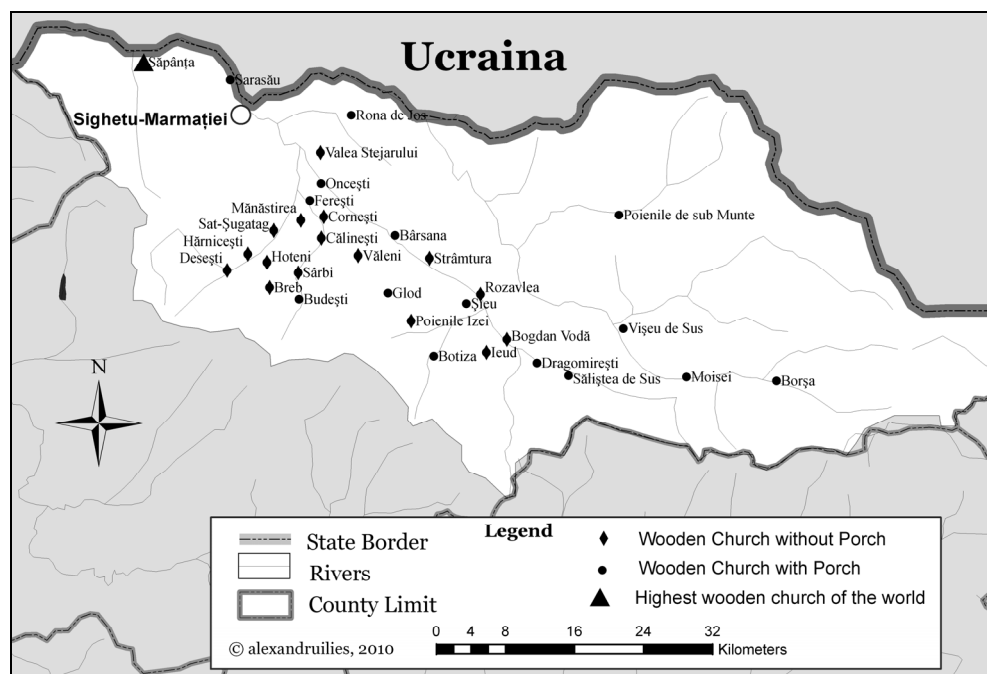 Ucraina
Săpânța
Sarasău
Sighetu-Marmației
Rona de Jos
Valea Stejarului
Oncești
Ferești
Mănăstirea
Cornești
Poienile de sub Munte
Sat-Șugatag
Bârsana
Călinești
Hărnicești
Desești
Hoteni
Văleni
Strâmtura
Sârbi
Breb
Budești
Glod
Rozavlea
Șieu
Poienile Izei
Vișeu de Sus
Bogdan Vodă
Botiza
Ieud
Dragomirești
Săliștea de Sus
Moisei
Borșa
N
Legend
State Border
Rivers
County Limit
Wooden Church without Porch
Wooden Church with Porch
Highest wooden church of the world
© alexandruilies, 2010
0 4 8 16 24 32
Kilometers